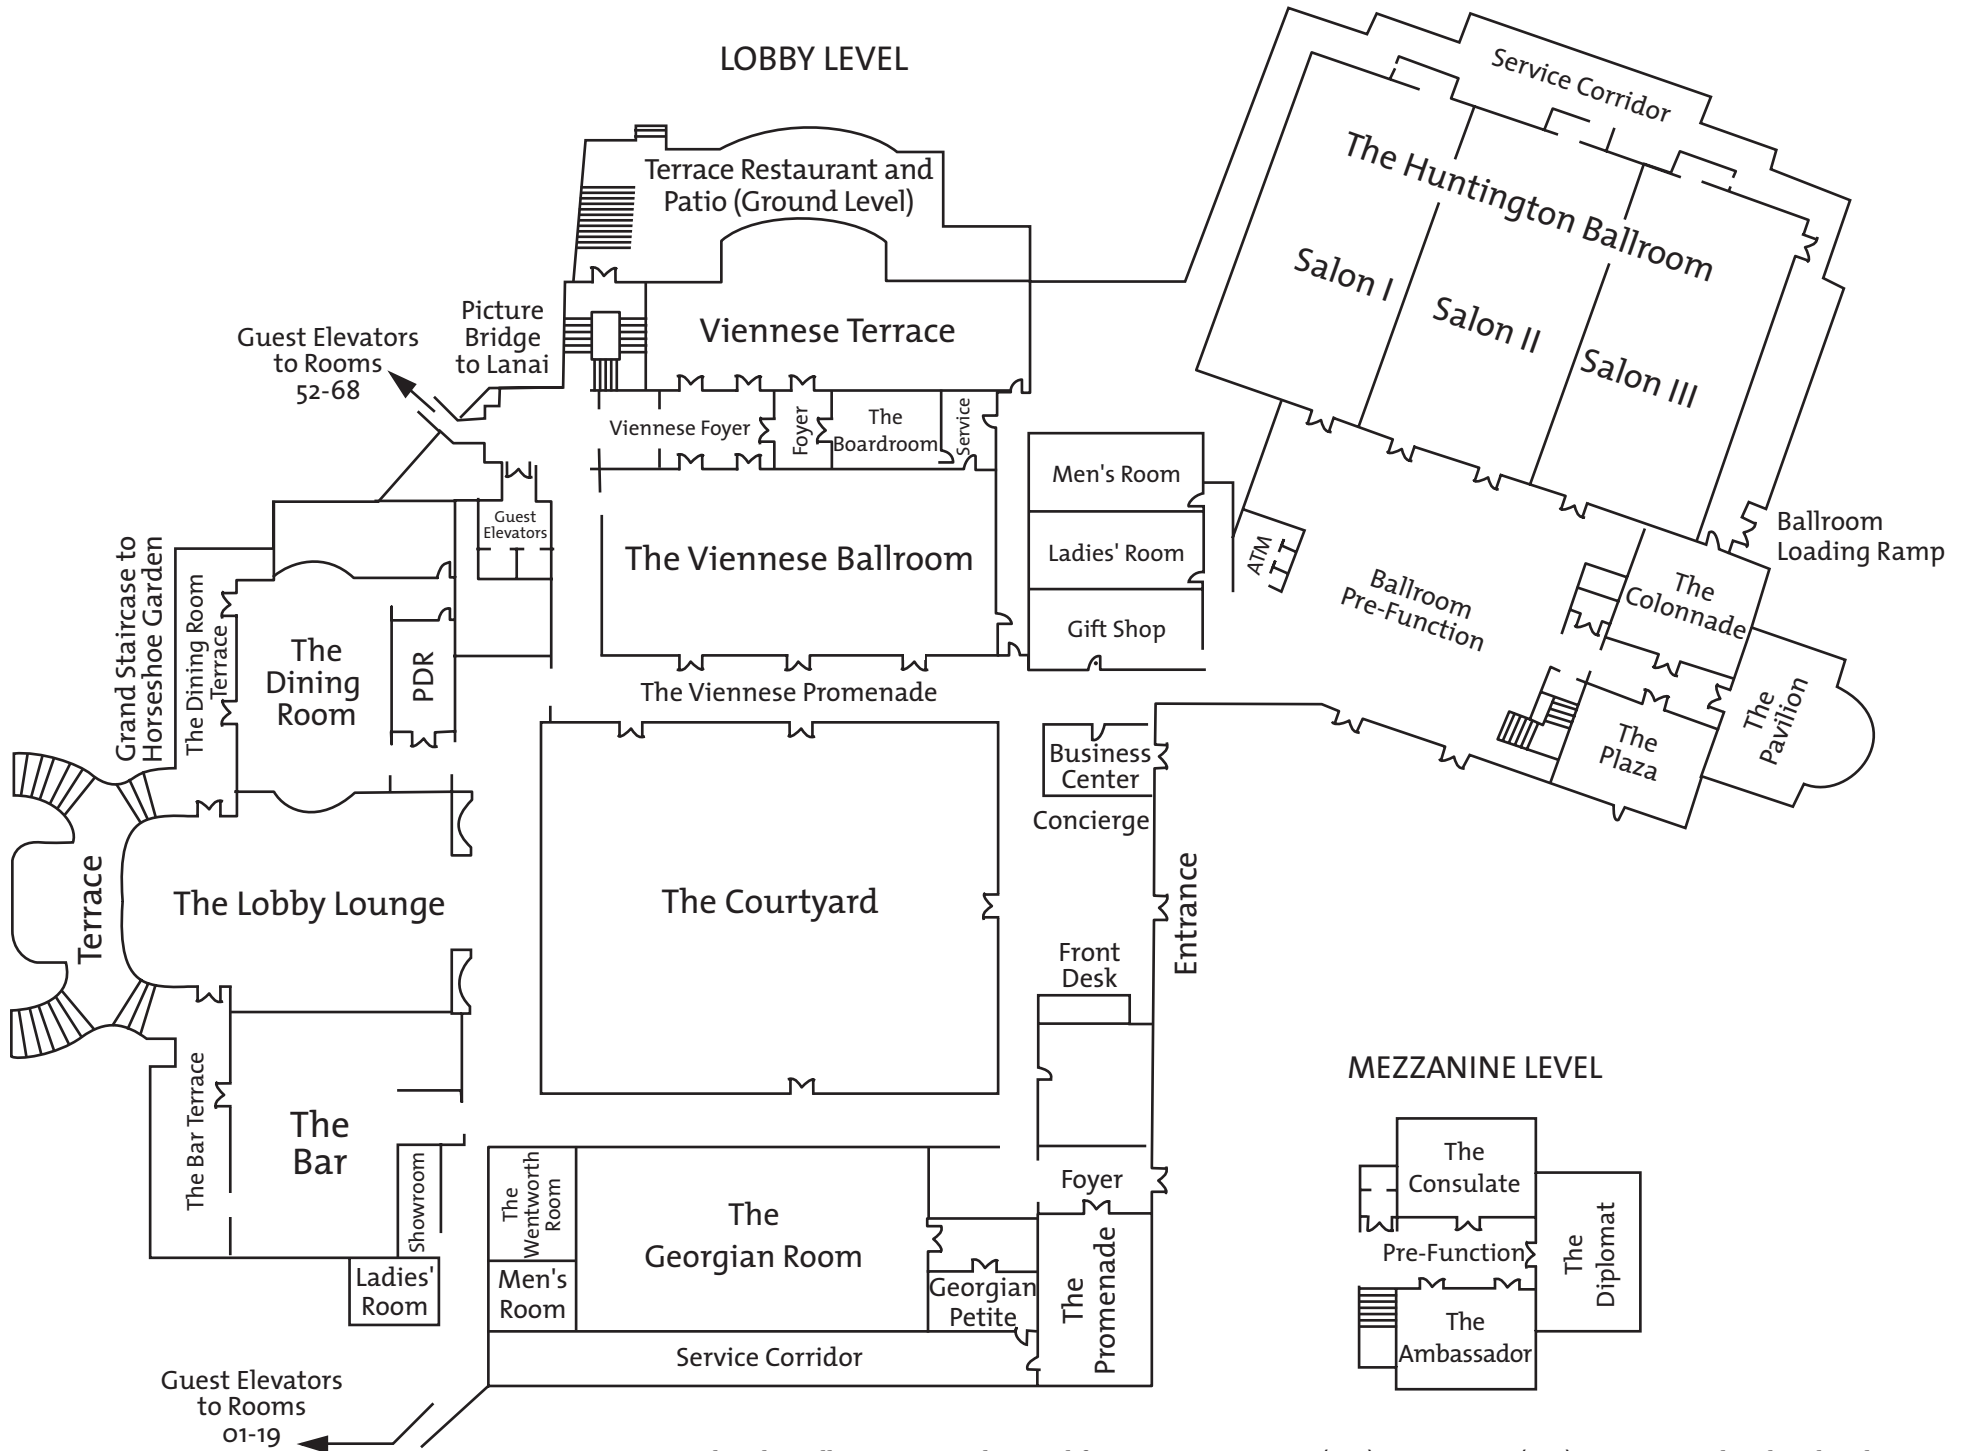 LOBBY LEVEL
Service Corridor
The Huntington Ballroom
Salon I
Salon II
Salon III
Terrace Restaurant and
Patio (Ground Level)
Viennese Terrace
Picture
Bridge
to Lanai
Guest Elevators
to Rooms
52-68
Viennese Foyer
Foyer
The
Boardroom
Service
Men's Room
Ladies' Room
Gift Shop
ATM
Ballroom
Pre-Function
Ballroom
Loading Ramp
The
Colonnade
The
Pavilion
The
Plaza
Guest
Elevators
The Viennese Ballroom
The Viennese Promenade
Grand Staircase to
Horseshoe Garden
The Dining Room
Terrace
The
Dining
Room
PDR
Business
Center
Concierge
Entrance
Terrace
The Lobby Lounge
The Courtyard
Front
Desk
The Bar Terrace
The
Bar
Showroom
Ladies'
Room
The
Wentworth
Room
Men's
Room
The
Georgian Room
Georgian
Petite
Foyer
The
Promenade
Service Corridor
Guest Elevators
to Rooms
01-19
MEZZANINE LEVEL
The
Consulate
Pre-Function
The
Diplomat
The
Ambassador